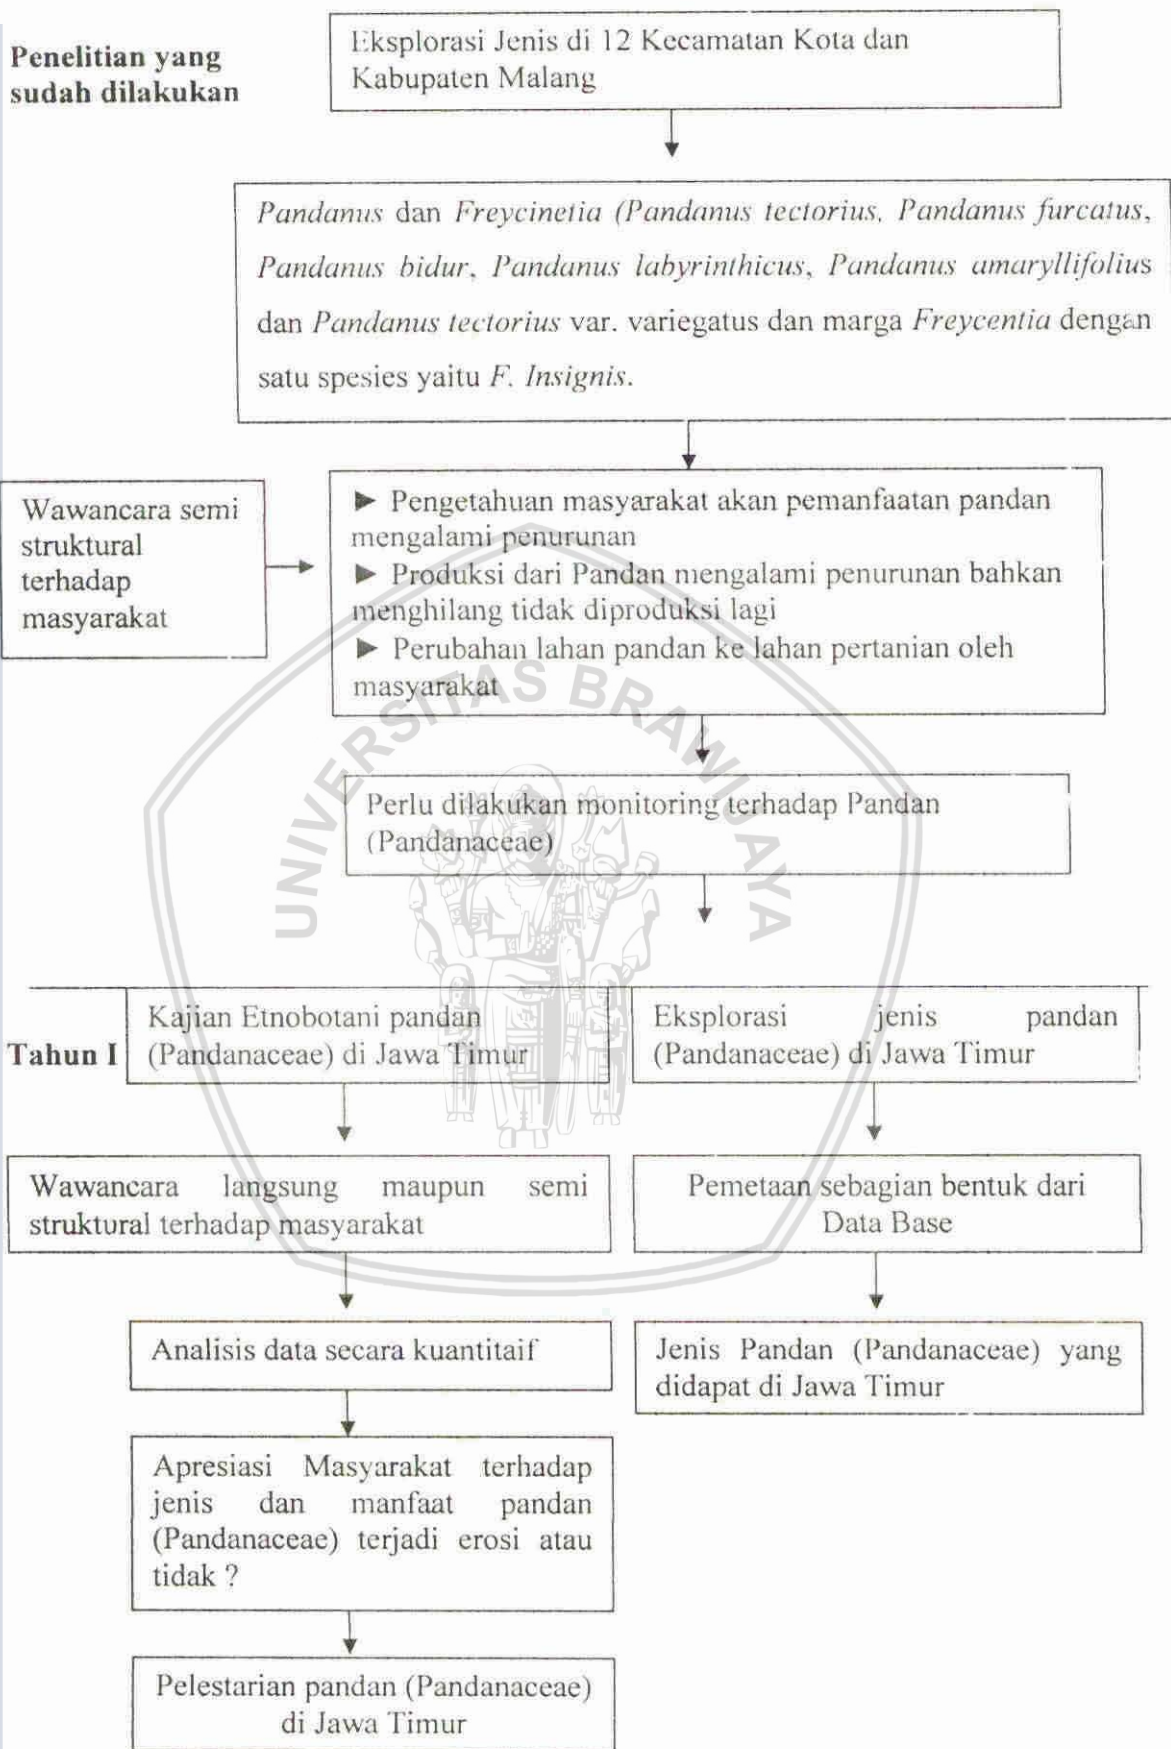 Penelitian yang
sudah dilakukan
Eksplorasi Jenis di 12 Kecamatan Kota dan
Kabupaten Malang
Pandanus dan Freycinetia (Pandanus tectorius, Pandanus furcatus,
Pandanus bidur, Pandanus labyrinthicus, Pandanus amaryllifolius
dan Pandanus tectorius var. variegatus dan marga Freycentia dengan
satu spesies yaitu F. Insignis.
Wawancara semi
struktural
terhadap
masyarakat
► Pengetahuan masyarakat akan pemanfaatan pandan
mengalami penurunan
► Produksi dari Pandan mengalami penurunan bahkan
menghilang tidak diproduksi lagi
► Perubahan lahan pandan ke lahan pertanian oleh
masyarakat
UNIVERSITAS BRAWIJAYA
Perlu dilakukan monitoring terhadap Pandan
(Pandanaceae)
Tahun I
Kajian Etnobotani pandan
(Pandanaceae) di Jawa Timur
Eksplorasi jenis pandan
(Pandanaceae) di Jawa Timur
Wawancara langsung maupun semi
struktural terhadap masyarakat
Pemetaan sebagian bentuk dari
Data Base
Analisis data secara kuantitaif
Jenis Pandan (Pandanaceae) yang
didapat di Jawa Timur
Apresiasi Masyarakat terhadap
jenis dan manfaat pandan
(Pandanaceae) terjadi erosi atau
tidak ?
Pelestarian pandan (Pandanaceae)
di Jawa Timur